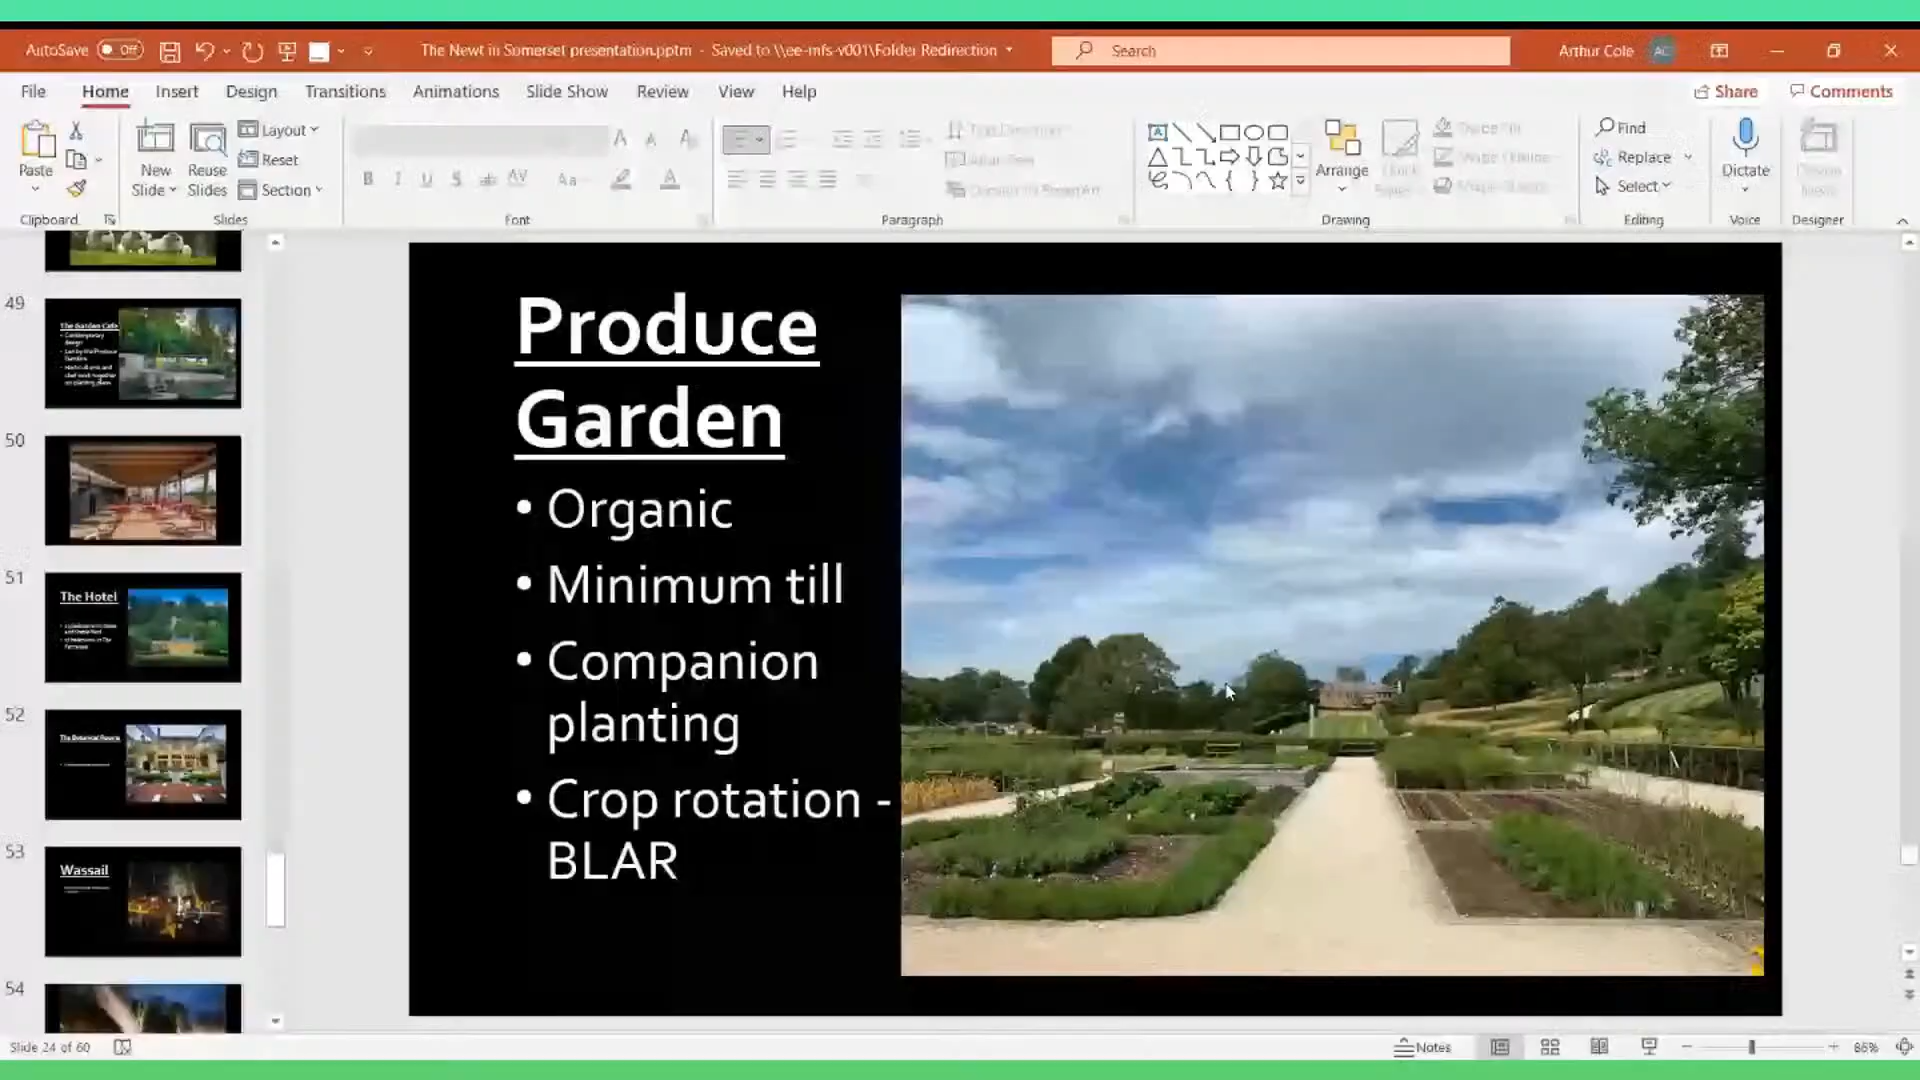 AutoSave Off The Newt in Somerset presentation.pptm - Saved to \\ee-mfs-v001\Folder Redirection Search Arthur Cole AC
File Home Insert Design Transitions Animations Slide Show Review View Help Share Comments
Paste
New Slide
Reuse Slides
Layout
Reset
Section
Arrange
Find
Replace
Select
Dictate
Clipboard Slides Font Paragraph Drawing Editing Voice Designer
49
The Garden Cafe
50
51
The Hotel
52
53
Wassail
54
Produce
Garden
• Organic
• Minimum till
• Companion
planting
• Crop rotation -
BLAR
Slide 24 of 60 Notes 86%